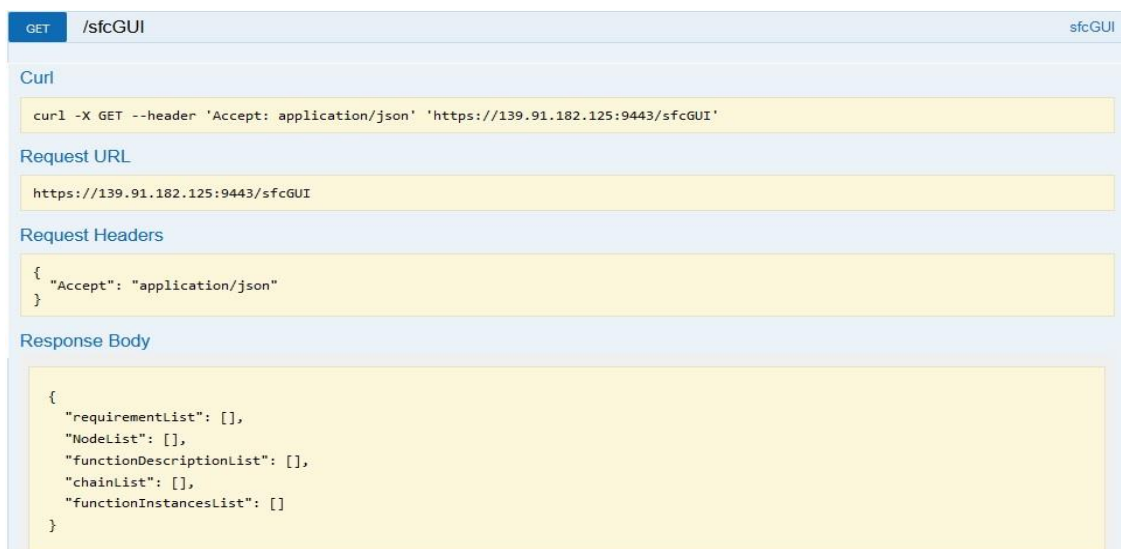 GET /sfcGUI sfcGUI
Curl
curl -X GET --header 'Accept: application/json' 'https://139.91.182.125:9443/sfcGUI'
Request URL
https://139.91.182.125:9443/sfcGUI
Request Headers
{
"Accept": "application/json"
}
Response Body
{
"requirementList": [],
"NodeList": [],
"functionDescriptionList": [],
"chainList": [],
"functionInstancesList": []
}